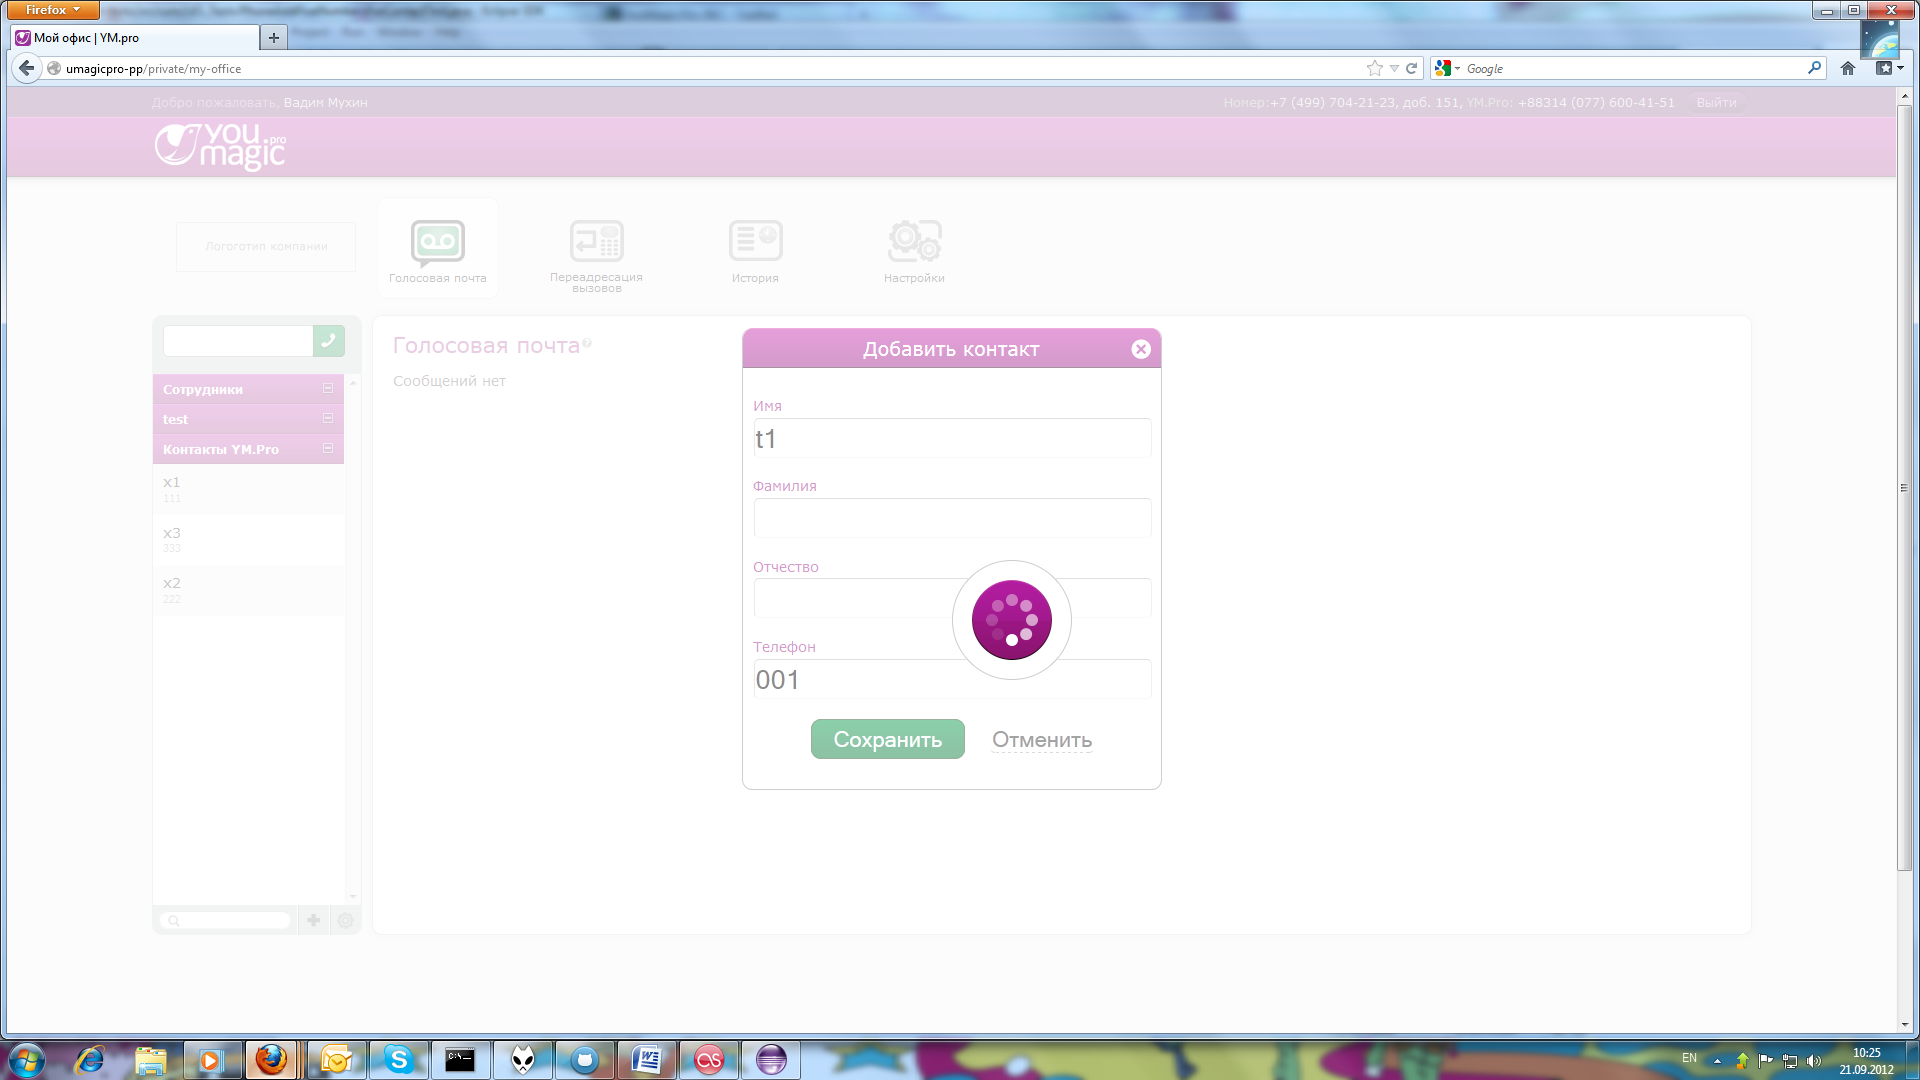 Firefox
Мой офис | YM.pro
umagicpro-pp/private/my-office
Google
Добро пожаловать, Вадим Мухин
Номер:+7 (499) 704-21-23, доб. 151, YM.Pro: +88314 (077) 600-41-51
Выйти
you
magic
pro
Логоготип компании
Голосовая почта
Переадресация
вызовов
История
Настройки
Сотрудники
test
Контакты YM.Pro
x1
111
x3
333
x2
222
Голосовая почта
Сообщений нет
Добавить контакт
Имя
t1
Фамилия
Отчество
Телефон
001
Сохранить
Отменить
EN
10:25
21.09.2012